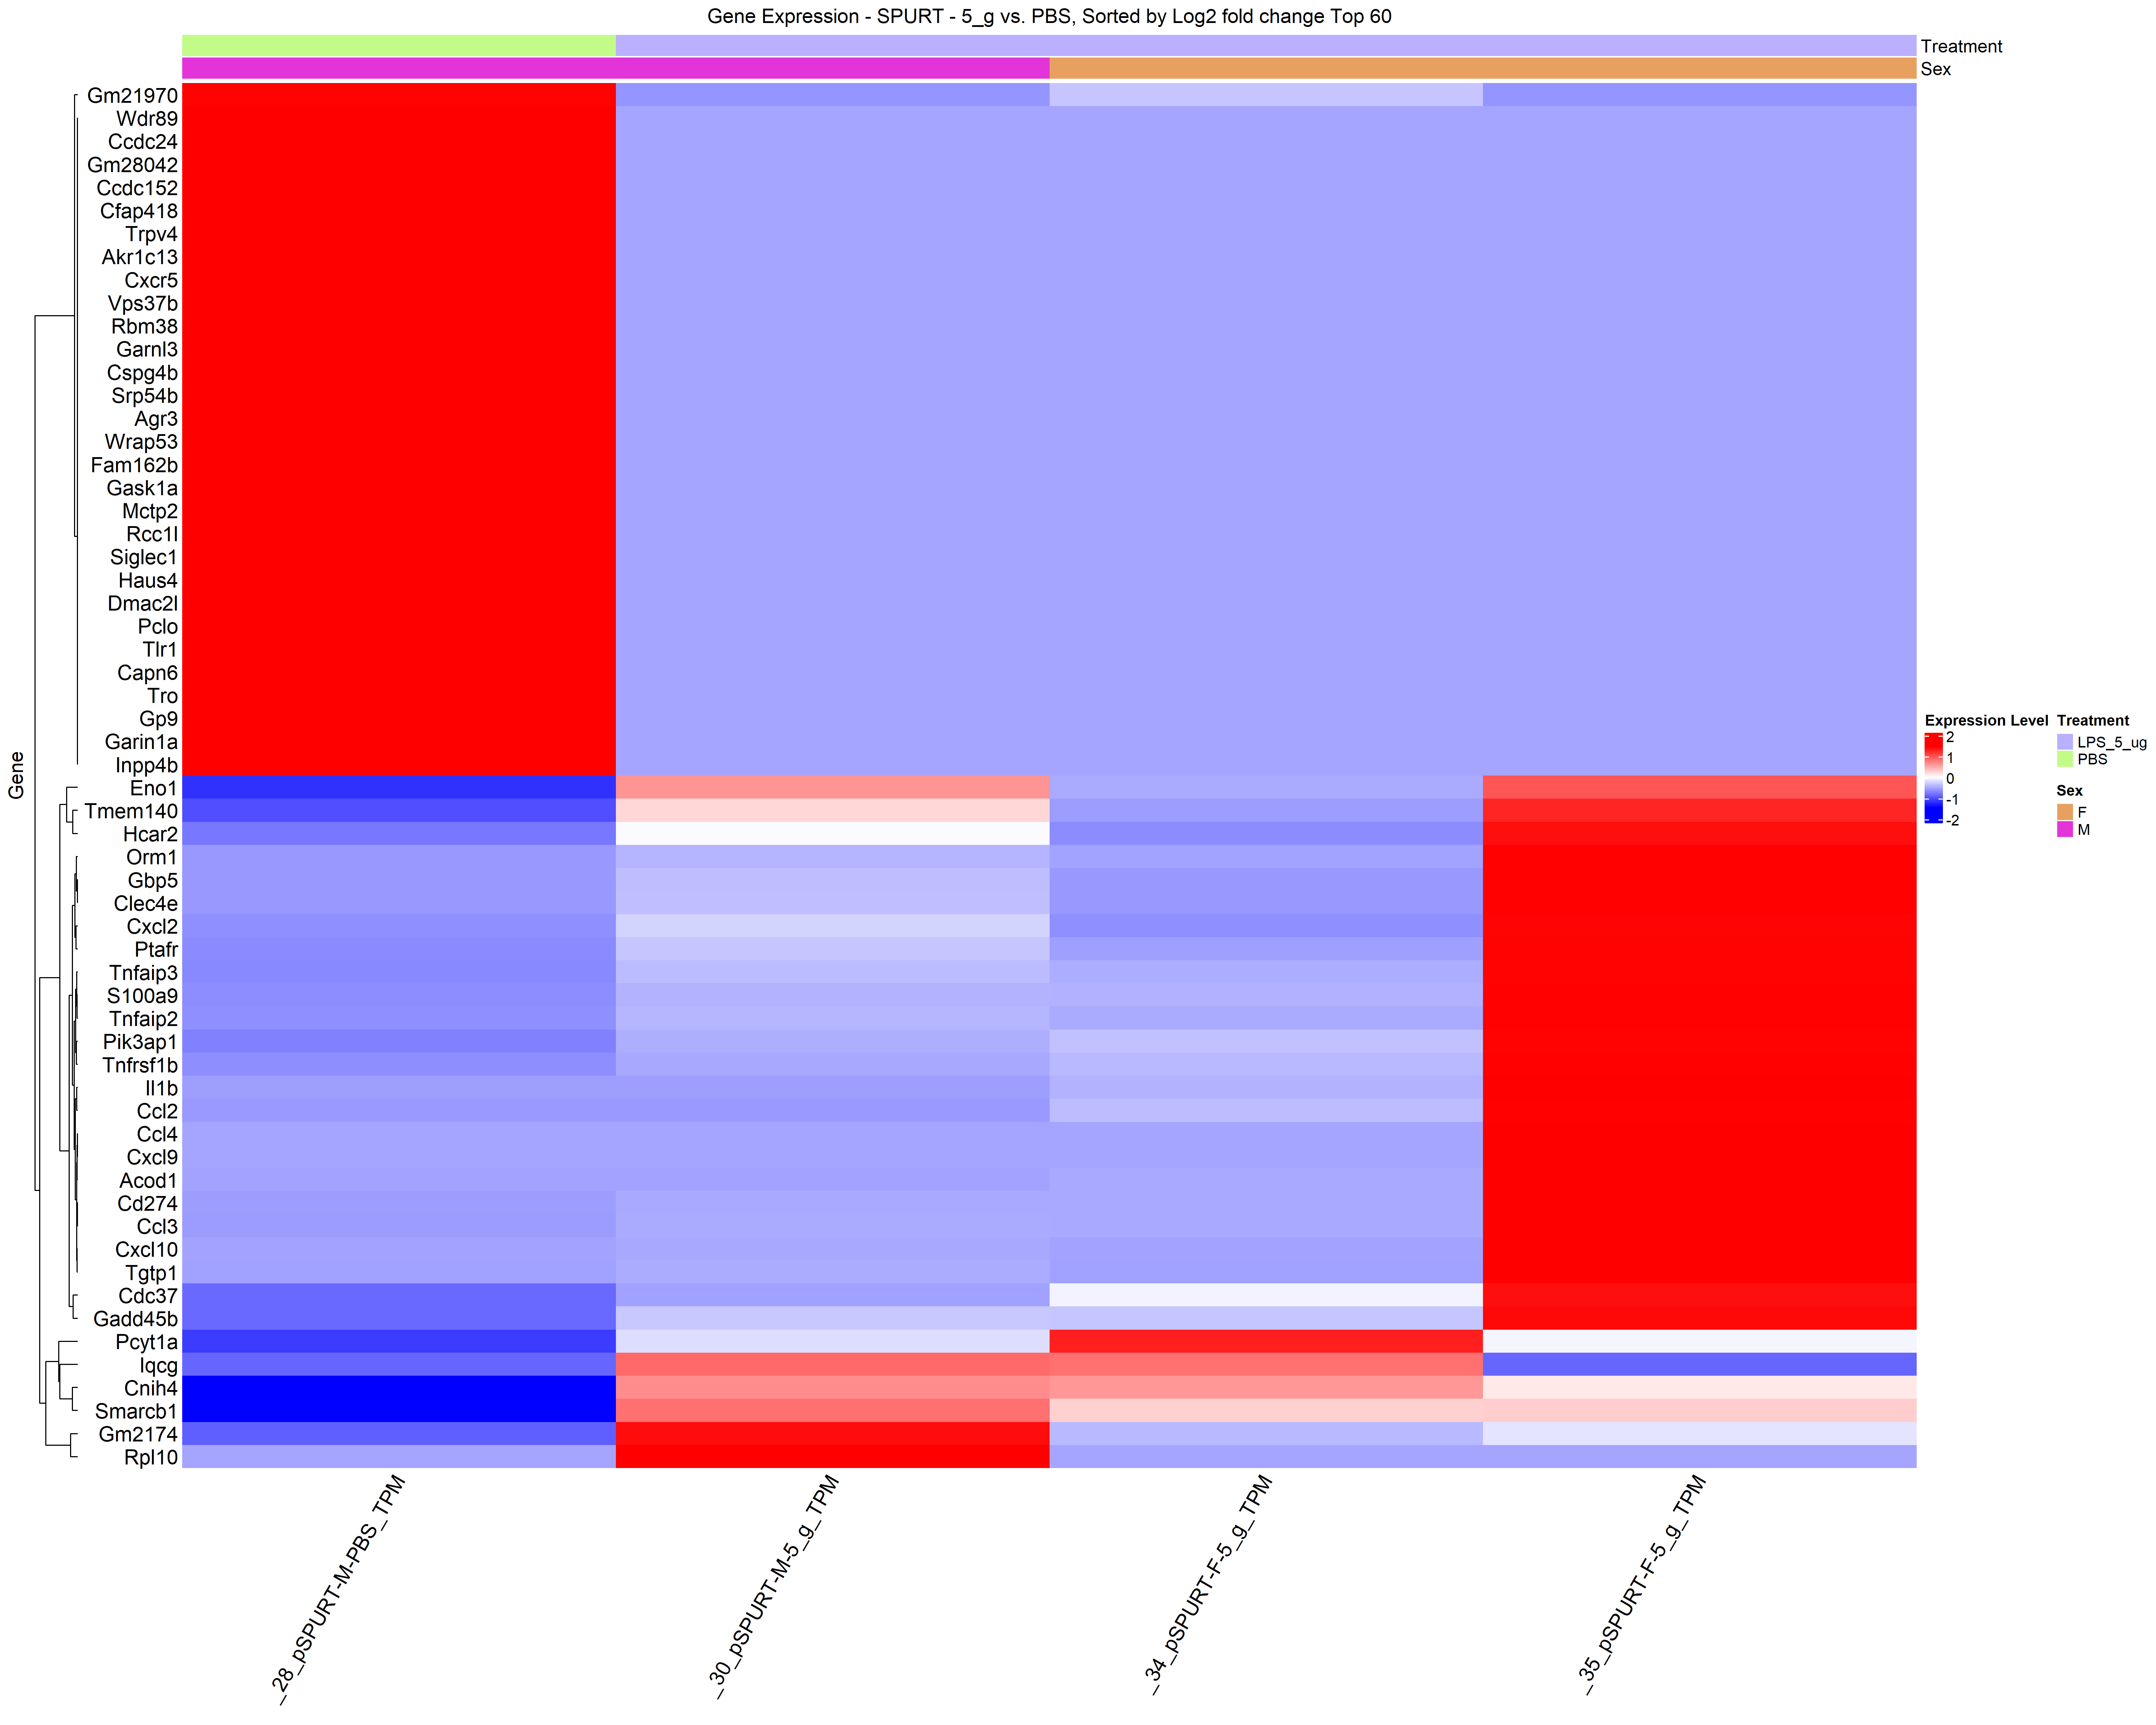 Gene Expression - SPURT - 5_g vs. PBS, Sorted by Log2 fold change Top 60
Treatment
Sex
Gm21970
Wdr89
Ccdc24
Gm28042
Ccdc152
Cfap418
Trpv4
Akr1c13
Cxcr5
Vps37b
Rbm38
Garnl3
Cspg4b
Srp54b
Agr3
Wrap53
Fam162b
Gask1a
Mctp2
Rcc1l
Siglec1
Haus4
Dmac2l
Pclo
Tlr1
Capn6
Tro
Gp9
Garin1a
Inpp4b
Eno1
Tmem140
Hcar2
Orm1
Gbp5
Clec4e
Cxcl2
Ptafr
Tnfaip3
S100a9
Tnfaip2
Pik3ap1
Tnfrsf1b
Il1b
Ccl2
Ccl4
Cxcl9
Acod1
Cd274
Ccl3
Cxcl10
Tgtp1
Cdc37
Gadd45b
Pcyt1a
Iqcg
Cnih4
Smarcb1
Gm2174
Rpl10
Gene
_28_pSPURT-M-PBS_TPM
_30_pSPURT-M-5_g_TPM
_34_pSPURT-F-5_g_TPM
_35_pSPURT-F-5_g_TPM
Expression Level
2
1
0
-1
-2
Treatment
LPS_5_ug
PBS
Sex
F
M